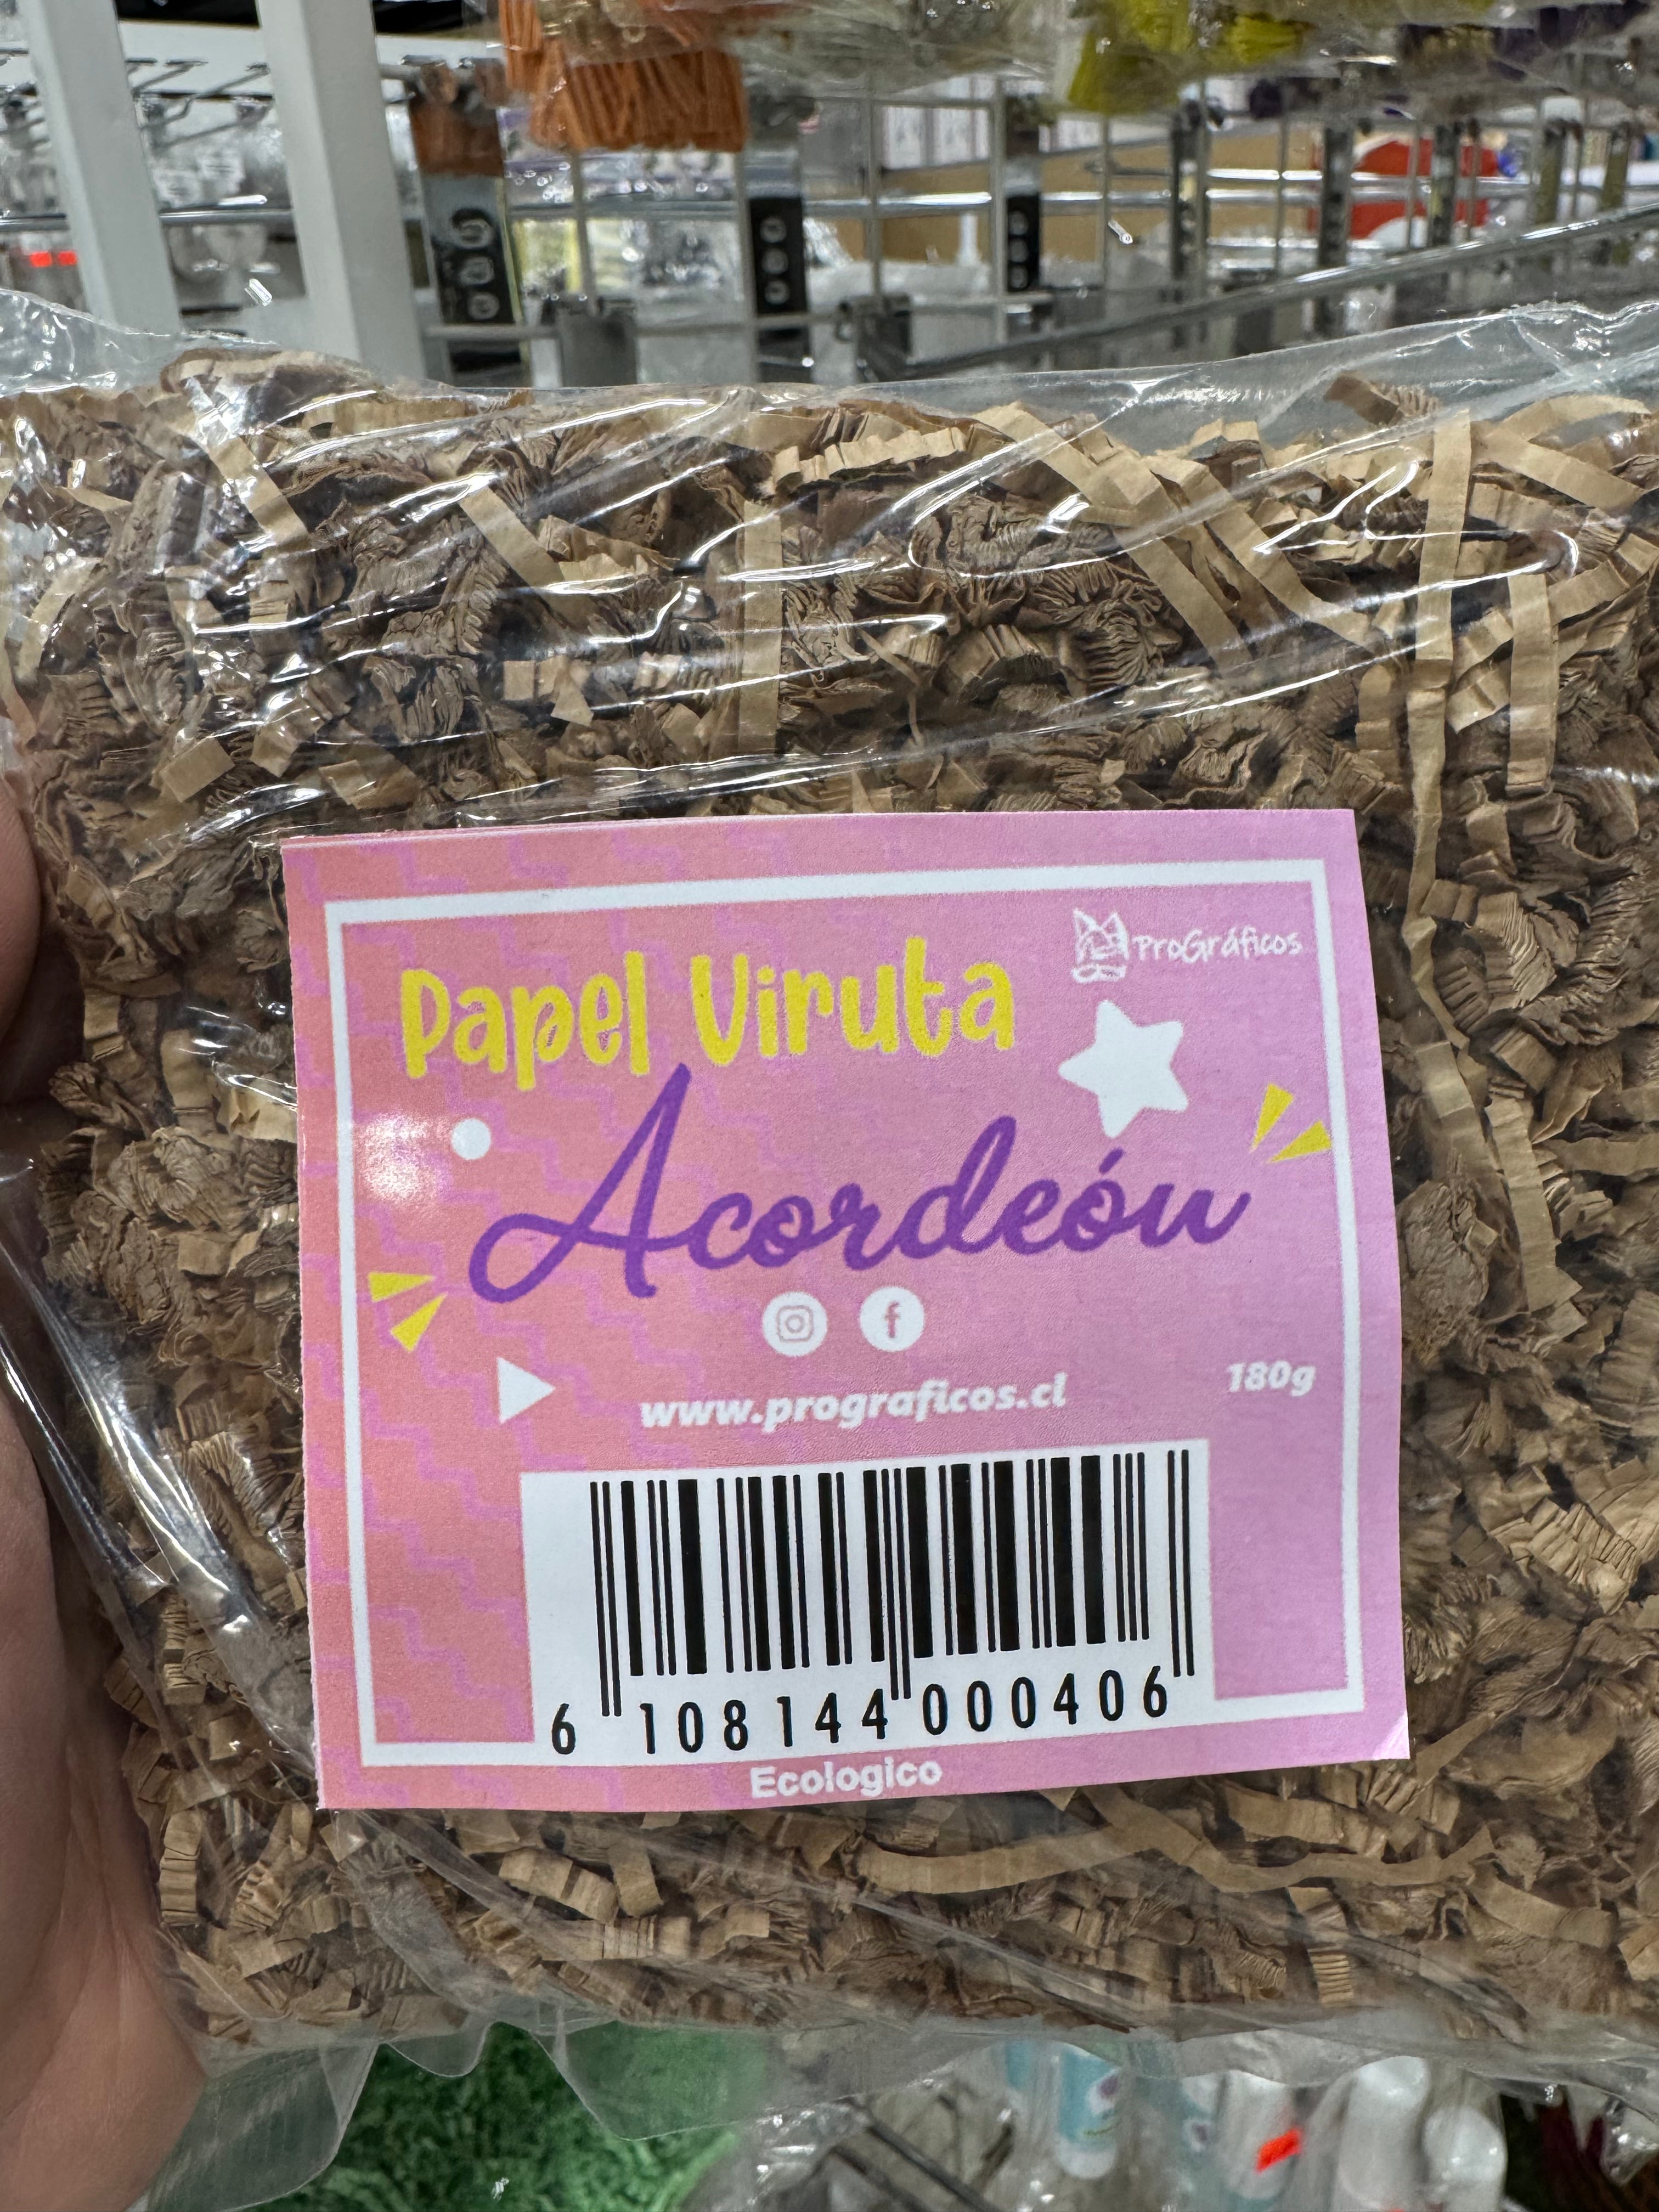 ProGráficos
Papel Viruta
Acordeón
www.prograficos.cl
180g
6 108144 000406
Ecologico